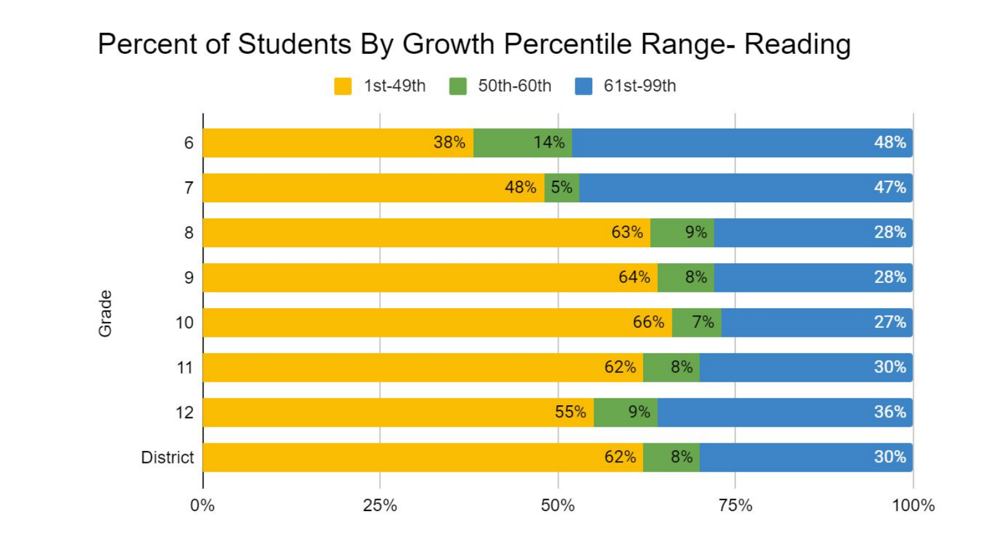 Percent of Students By Growth Percentile Range- Reading
1st-49th 50th-60th 61st-99th
6 38% 14% 48%
7 48% 5% 47%
8 63% 9% 28%
9 64% 8% 28%
Grade
10 66% 7% 27%
11 62% 8% 30%
12 55% 9% 36%
District 62% 8% 30%
0% 25% 50% 75% 100%